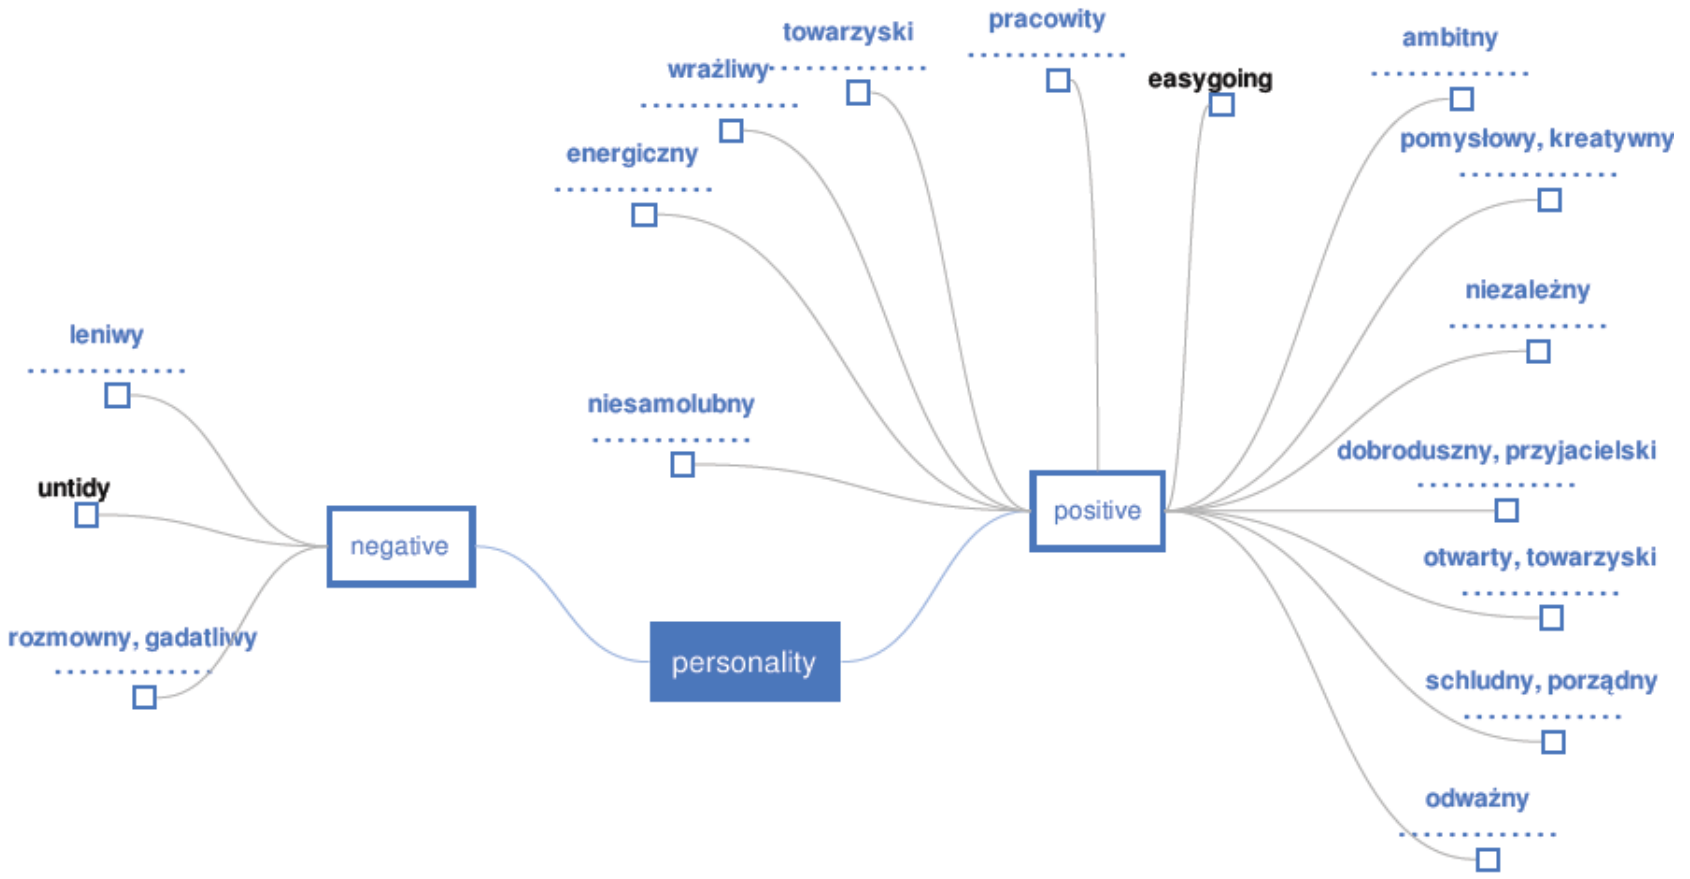 pracowity
towarzyski
ambitny
wrażliwy
easygoing
pomysłowy, kreatywny
energiczny
niezależny
leniwy
niesamolubny
dobroduszny, przyjacielski
untidy
positive
negative
otwarty, towarzyski
rozmowny, gadatliwy
personality
schludny, porządny
odważny